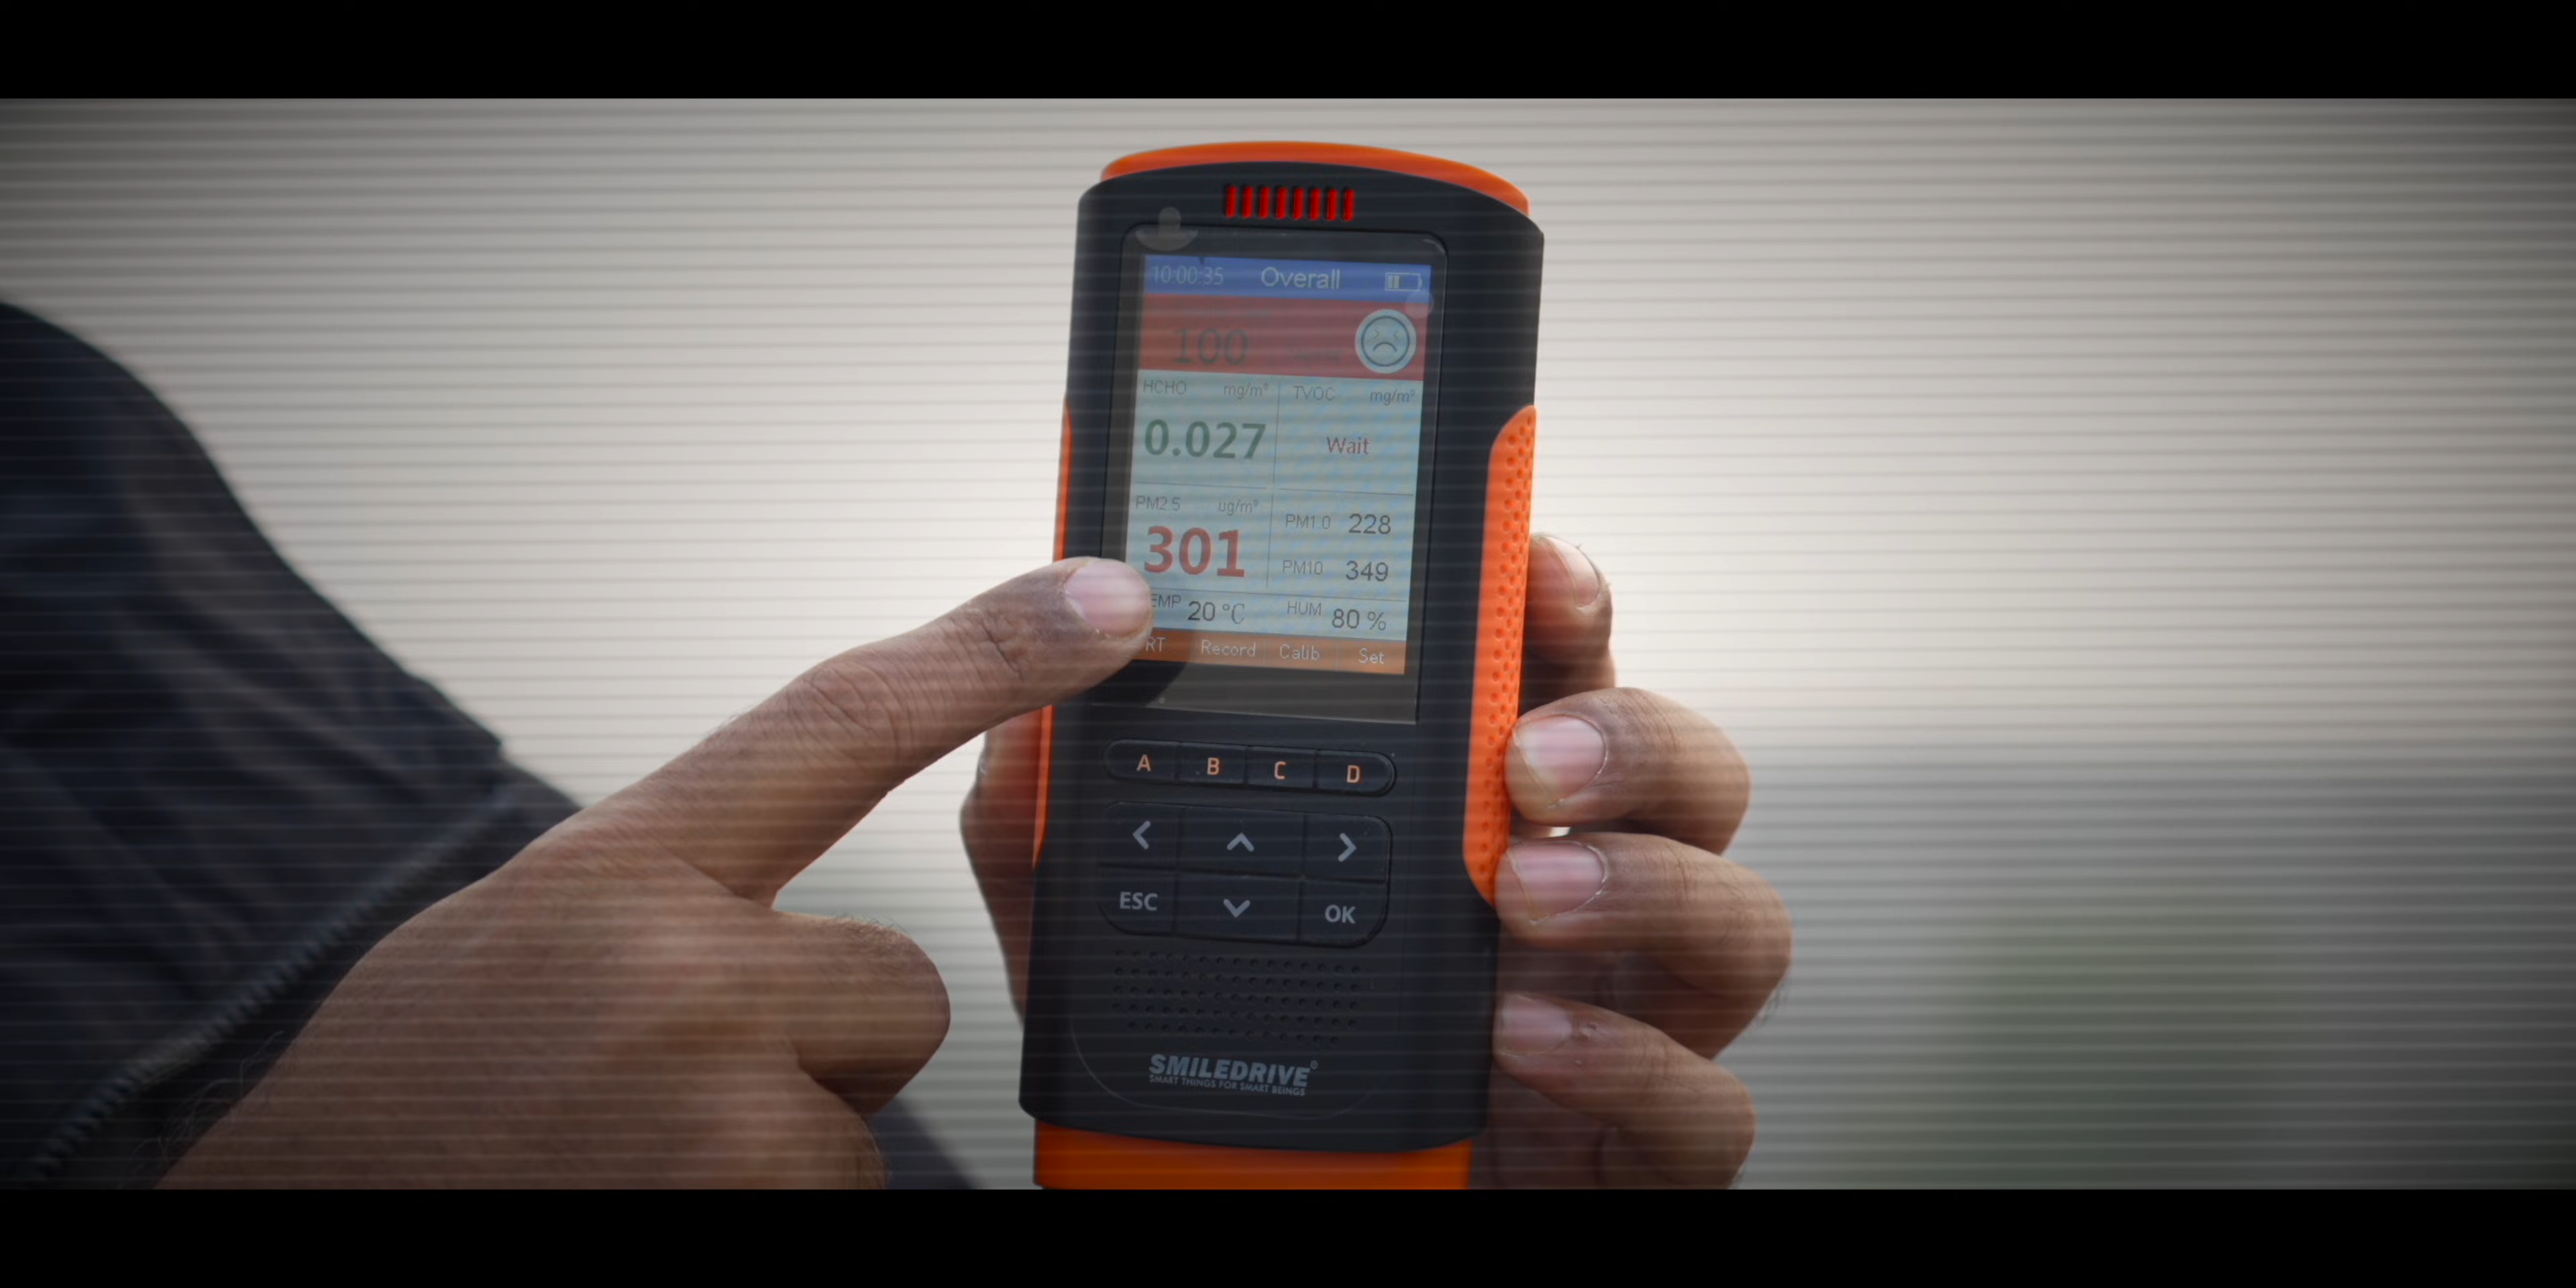 10:00:35 Overall
100
HCHO mg/m³ TVOC mg/m³
0.027 Wait
PM2.5 ug/m³ PM1.0 228
301 PM10 349
EMP 20 °C HUM 80 %
RT Record Calib Set
A B C D
ESC OK
SMILEDRIVE®
SMART THINGS FOR SMART BEINGS